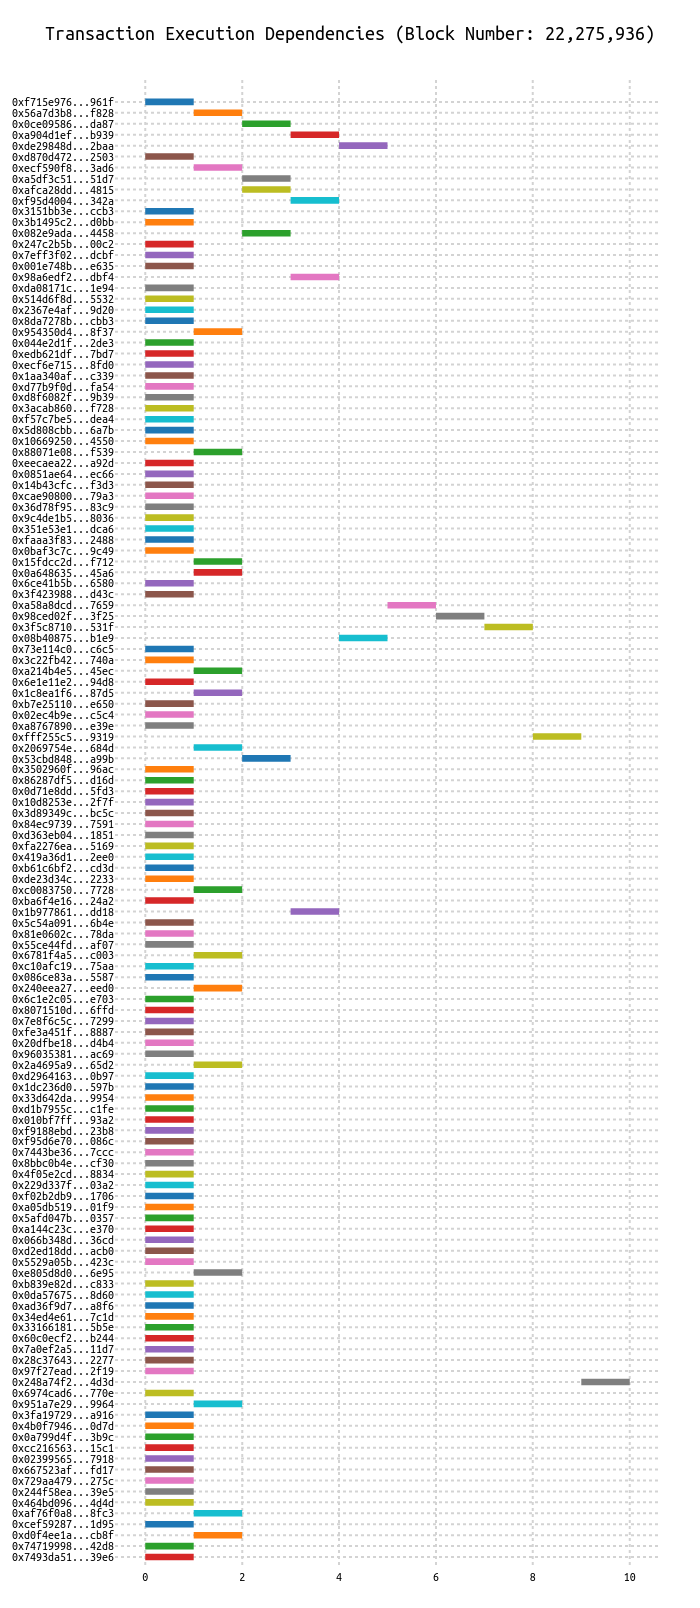 Transaction Execution Dependencies (Block Number: 22,275,936)
0xf715e976...961f
0x56a7d3b8...f828
0x0ce09586...da87
0xa904d1ef...b939
0xde29848d...2baa
0xd870d472...2503
0xecf590f8...3ad6
0xa5df3c51...51d7
0xafca28dd...4815
0xf95d4004...342a
0x3151bb3e...ccb3
0x3b1495c2...d0bb
0x082e9ada...4458
0x247c2b5b...00c2
0x7eff3f02...dcbf
0x001e748b...e635
0x98a6edf2...dbf4
0xda08171c...1e94
0x514d6f8d...5532
0x2367e4af...9d20
0x8da7278b...cbb3
0x954350d4...8f37
0x044e2d1f...2de3
0xedb621df...7bd7
0xecf6e715...8fd0
0x1aa340af...c339
0xd77b9f0d...fa54
0xd8f6082f...9b39
0x3acab860...f728
0xf57c7be5...dea4
0x5d808cbb...6a7b
0x10669250...4550
0x88071e08...f539
0xeecaea22...a92d
0x0851ae64...ec66
0x14b43cfc...f3d3
0xcae90800...79a3
0x36d78f95...83c9
0x9c4de1b5...8036
0x351e53e1...dca6
0xfaaa3f83...2488
0x0baf3c7c...9c49
0x15fdcc2d...f712
0x0a648635...45a6
0x6ce41b5b...6580
0x3f423988...d43c
0xa58a8dcd...7659
0x98ced02f...3f25
0x3f5c8710...531f
0x08b40875...b1e9
0x73e114c0...c6c5
0x3c22fb42...740a
0xa214b4e5...45ec
0x6e1e11e2...94d8
0x1c8ea1f6...87d5
0xb7e25110...e650
0x02ec4b9e...c5c4
0xa8767890...e39e
0xfff255c5...9319
0x2069754e...684d
0x53cbd848...a99b
0x3502960f...96ac
0x86287df5...d16d
0x0d71e8dd...5fd3
0x10d8253e...2f7f
0x3d89349c...bc5c
0x84ec9739...7591
0xd363eb04...1851
0xfa2276ea...5169
0x419a36d1...2ee0
0xb61c6bf2...cd3d
0xde23d34c...2233
0xc0083750...7728
0xba6f4e16...24a2
0x1b977861...dd18
0x5c54a091...6b4e
0x81e0602c...78da
0x55ce44fd...af07
0x6781f4a5...c003
0xc10afc19...75aa
0x086ce83a...5587
0x240eea27...eed0
0x6c1e2c05...e703
0x8071510d...6ffd
0x7e8f6c5c...7299
0xfe3a451f...8887
0x20dfbe18...d4b4
0x96035381...ac69
0x2a4695a9...65d2
0xd2964163...0b97
0x1dc236d0...597b
0x33d642da...9954
0xd1b7955c...c1fe
0x010bf7ff...93a2
0xf9188ebd...23b8
0xf95d6e70...086c
0x7443be36...7ccc
0x8bbc0b4e...cf30
0x4f05e2cd...8834
0x229d337f...03a2
0xf02b2db9...1706
0xa05db519...01f9
0x5afd047b...0357
0xa144c23c...e370
0x066b348d...36cd
0xd2ed18dd...acb0
0x5529a05b...423c
0xe805d8d0...6e95
0xb839e82d...c833
0x0da57675...8d60
0xad36f9d7...a8f6
0x34ed4e61...7c1d
0x33166181...5b5e
0x60c0ecf2...b244
0x7a0ef2a5...11d7
0x28c37643...2277
0x97f27ead...2f19
0x248a74f2...4d3d
0x6974cad6...770e
0x951a7e29...9964
0x3fa19729...a916
0x4b0f7946...0d7d
0x0a799d4f...3b9c
0xcc216563...15c1
0x02399565...7918
0x667523af...fd17
0x729aa479...275c
0x244f58ea...39e5
0x464bd096...4d4d
0xaf76f0a8...8fc3
0xcef59287...1d95
0xd0f4ee1a...cb8f
0x74719998...42d8
0x7493da51...39e6
0 2 4 6 8 10